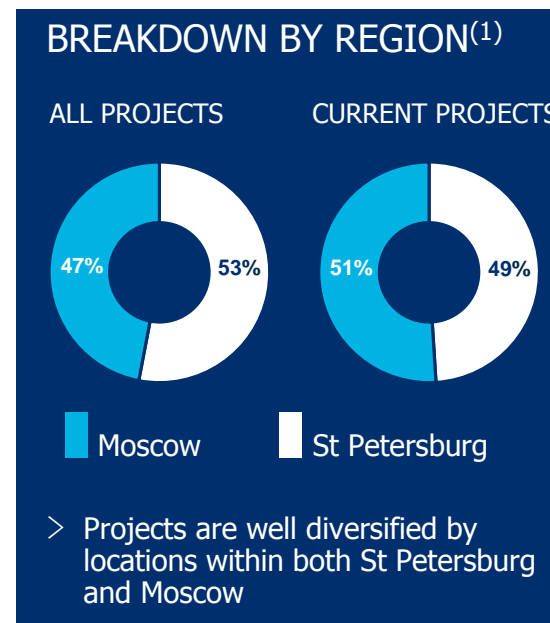 BREAKDOWN BY REGION(1)
ALL PROJECTS
CURRENT PROJECTS
47%
53%
51%
49%
Moscow
St Petersburg
> Projects are well diversified by
locations within both St Petersburg
and Moscow